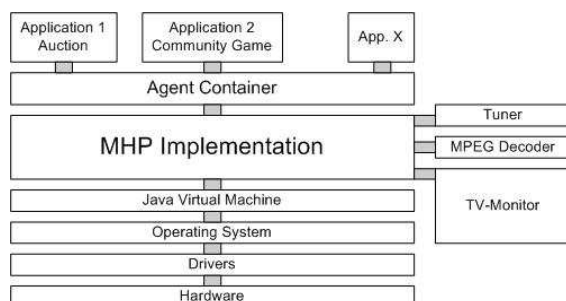 Application 1
Auction
Application 2
Community Game
App. X
Agent Container
MHP Implementation
Tuner
MPEG Decoder
TV-Monitor
Java Virtual Machine
Operating System
Drivers
Hardware